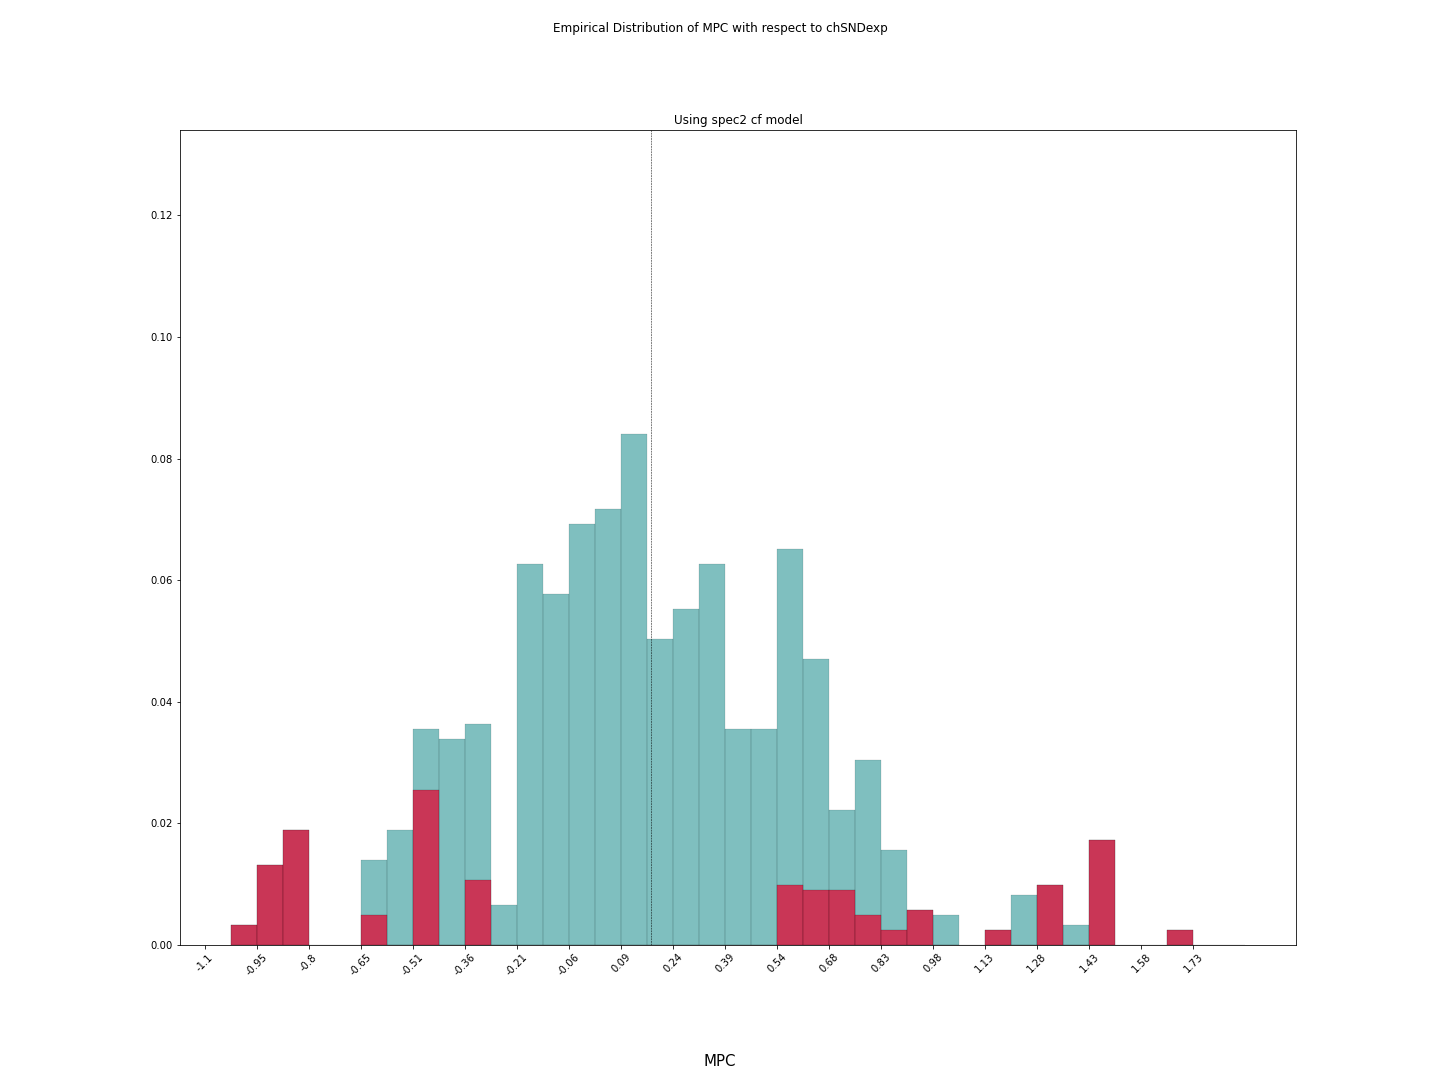 Empirical Distribution of MPC with respect to chSNDexp
Using spec2 cf model
0.12
0.10
0.08
0.06
0.04
0.02
0.00
-1.1 -0.95 -0.8 -0.65 -0.51 -0.36 -0.21 -0.06 0.09 0.24 0.39 0.54 0.68 0.83 0.98 1.13 1.28 1.43 1.58 1.73
MPC